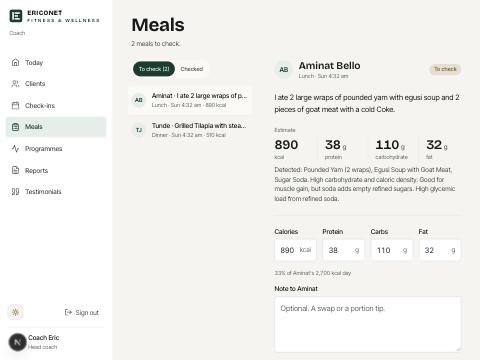 ERICONET
FITNESS & WELLNESS
Coach
Today
Clients
Check-ins
Meals
Programmes
Reports
Testimonials
Sign out
N
Coach Eric
Head coach
Meals
2 meals to check.
To check (2)
Checked
AB
Aminat · I ate 2 large wraps of p...
Lunch · Sun 4:32 am · 890 kcal
TJ
Tunde · Grilled Tilapia with stea...
Dinner · Sun 4:32 am · 510 kcal
AB
Aminat Bello
Lunch · Sun 4:32 am
To check
I ate 2 large wraps of pounded yam with egusi soup and 2
pieces of goat meat with a cold Coke.
Estimate
890 38 g 110 g 32 g
kcal protein carbohydrate fat
Detected: Pounded Yam (2 wraps), Egusi Soup with Goat Meat,
Sugar Soda. High carbohydrate and caloric density. Good for
muscle gain, but soda adds empty refined sugars. High glycemic
load from refined soda.
Calories Protein Carbs Fat
890 kcal 38 g 110 g 32 g
33% of Aminat's 2,700 kcal day
Note to Aminat
Optional. A swap or a portion tip.